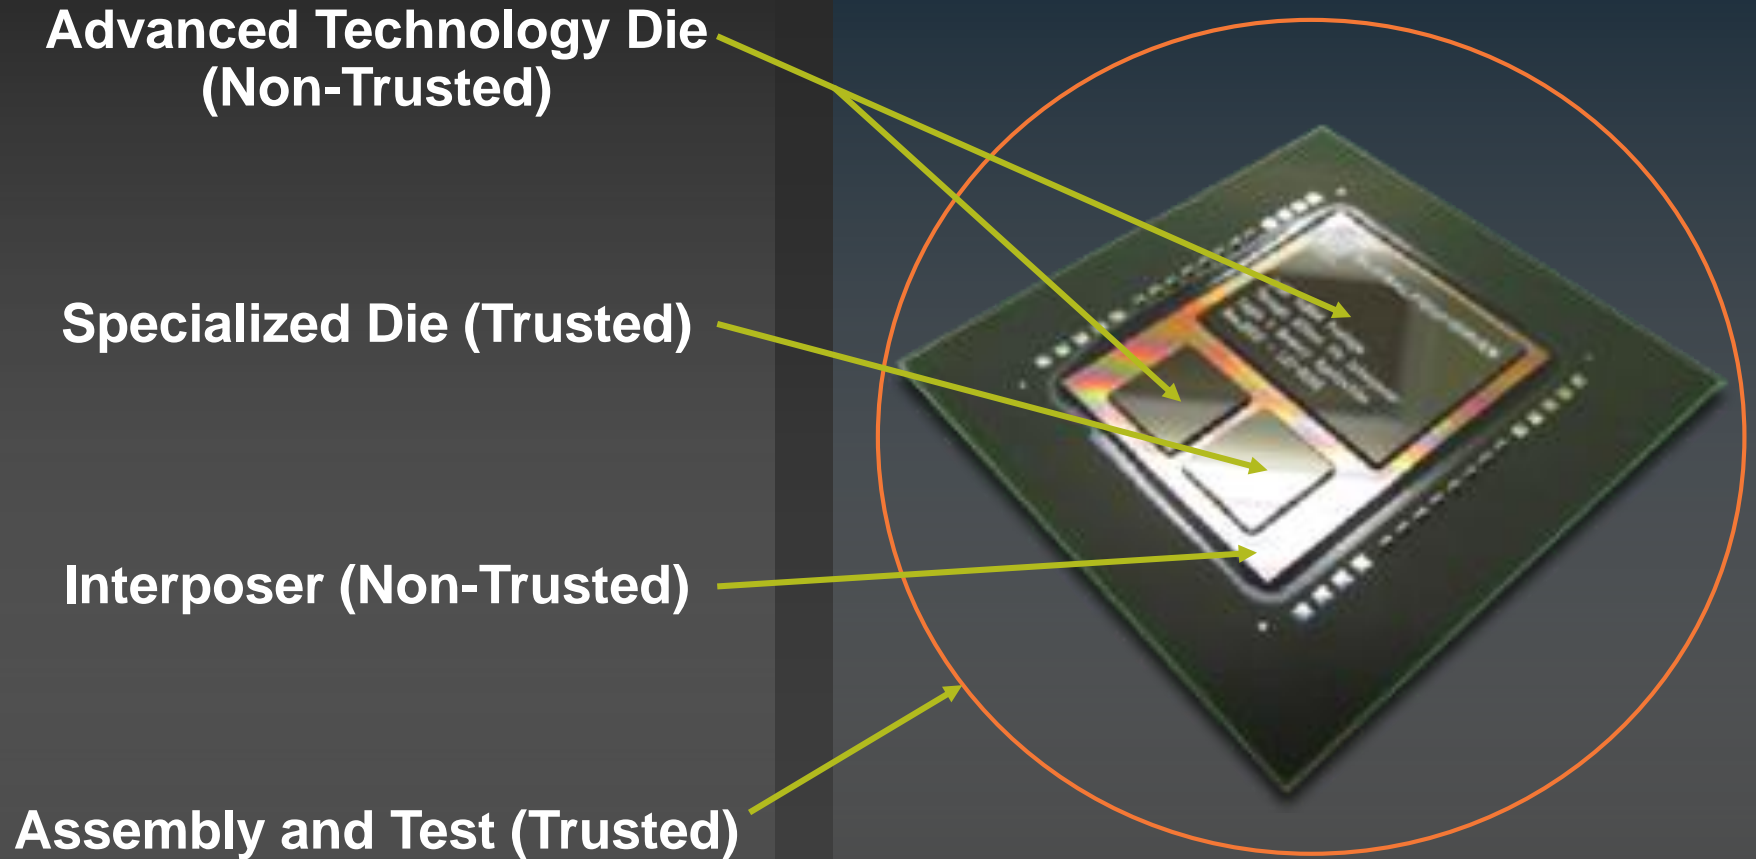 Advanced Technology Die
(Non-Trusted)
Specialized Die (Trusted)
Interposer (Non-Trusted)
Assembly and Test (Trusted)